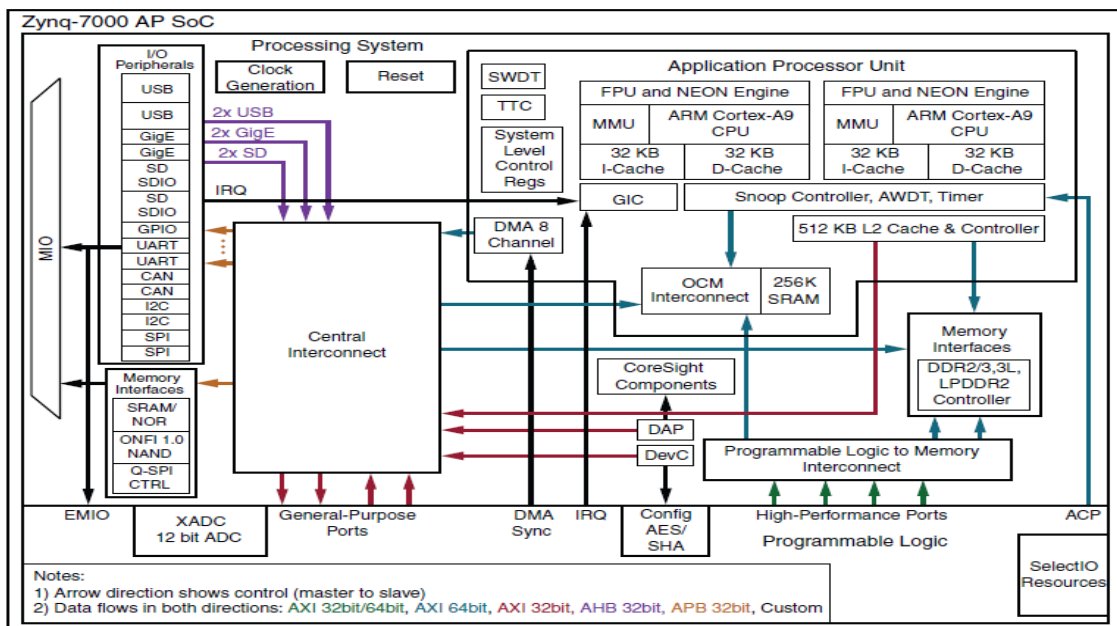 Zynq-7000 AP SoC
I/O
Peripherals
USB
USB
GigE
GigE
SD
SDIO
SD
SDIO
GPIO
UART
UART
CAN
CAN
I2C
I2C
SPI
SPI
MIO
Memory
Interfaces
SRAM/
NOR
ONFI 1.0
NAND
Q-SPI
CTRL
Processing System
Clock
Generation
Reset
2x USB
2x GigE
2x SD
IRQ
Central
Interconnect
Application Processor Unit
SWDT
TTC
System
Level
Control
Regs
FPU and NEON Engine
MMU
ARM Cortex-A9
CPU
32 KB
I-Cache
32 KB
D-Cache
FPU and NEON Engine
MMU
ARM Cortex-A9
CPU
32 KB
I-Cache
32 KB
D-Cache
GIC
Snoop Controller, AWDT, Timer
DMA 8
Channel
512 KB L2 Cache & Controller
OCM
Interconnect
256K
SRAM
Memory
Interfaces
DDR2/3,3L,
LPDDR2
Controller
CoreSight
Components
DAP
DevC
Programmable Logic to Memory
Interconnect
EMIO
XADC
12 bit ADC
General-Purpose
Ports
DMA
Sync
IRQ
Config
AES/
SHA
High-Performance Ports
ACP
Programmable Logic
SelectIO
Resources
Notes:
1) Arrow direction shows control (master to slave)
2) Data flows in both directions: AXI 32bit/64bit, AXI 64bit, AXI 32bit, AHB 32bit, APB 32bit, Custom